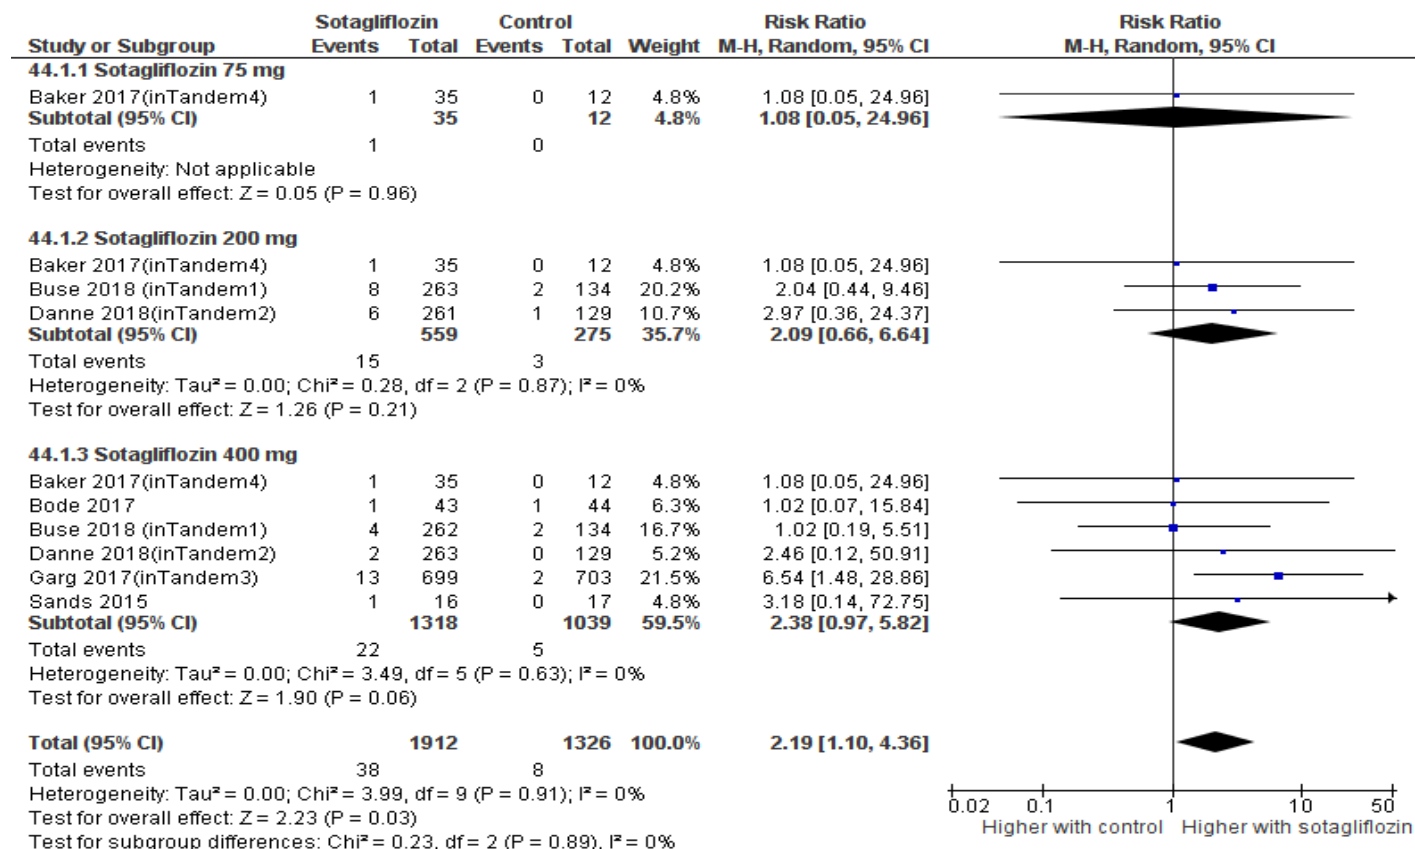 Sotagliflozin Control Risk Ratio Risk Ratio
Study or Subgroup Events Total Events Total Weight M-H, Random, 95% CI M-H, Random, 95% CI
44.1.1 Sotagliflozin 75 mg
Baker 2017(inTandem4) 1 35 0 12 4.8% 1.08 [0.05, 24.96]
Subtotal (95% CI) 35 12 4.8% 1.08 [0.05, 24.96]
Total events 1 0
Heterogeneity: Not applicable
Test for overall effect: Z = 0.05 (P = 0.96)
44.1.2 Sotagliflozin 200 mg
Baker 2017(inTandem4) 1 35 0 12 4.8% 1.08 [0.05, 24.96]
Buse 2018 (inTandem1) 8 263 2 134 20.2% 2.04 [0.44, 9.46]
Danne 2018(inTandem2) 6 261 1 129 10.7% 2.97 [0.36, 24.37]
Subtotal (95% CI) 559 275 35.7% 2.09 [0.66, 6.64]
Total events 15 3
Heterogeneity: Tau² = 0.00; Chi² = 0.28, df = 2 (P = 0.87); I² = 0%
Test for overall effect: Z = 1.26 (P = 0.21)
44.1.3 Sotagliflozin 400 mg
Baker 2017(inTandem4) 1 35 0 12 4.8% 1.08 [0.05, 24.96]
Bode 2017 1 43 1 44 6.3% 1.02 [0.07, 15.84]
Buse 2018 (inTandem1) 4 262 2 134 16.7% 1.02 [0.19, 5.51]
Danne 2018(inTandem2) 2 263 0 129 5.2% 2.46 [0.12, 50.91]
Garg 2017(inTandem3) 13 699 2 703 21.5% 6.54 [1.48, 28.86]
Sands 2015 1 16 0 17 4.8% 3.18 [0.14, 72.75]
Subtotal (95% CI) 1318 1039 59.5% 2.38 [0.97, 5.82]
Total events 22 5
Heterogeneity: Tau² = 0.00; Chi² = 3.49, df = 5 (P = 0.63); I² = 0%
Test for overall effect: Z = 1.90 (P = 0.06)
Total (95% CI) 1912 1326 100.0% 2.19 [1.10, 4.36]
Total events 38 8
Heterogeneity: Tau² = 0.00; Chi² = 3.99, df = 9 (P = 0.91); I² = 0%
Test for overall effect: Z = 2.23 (P = 0.03)
Test for subgroup differences: Chi² = 0.23, df = 2 (P = 0.89), I² = 0%
0.02 0.1 1 10 50
Higher with control Higher with sotagliflozin